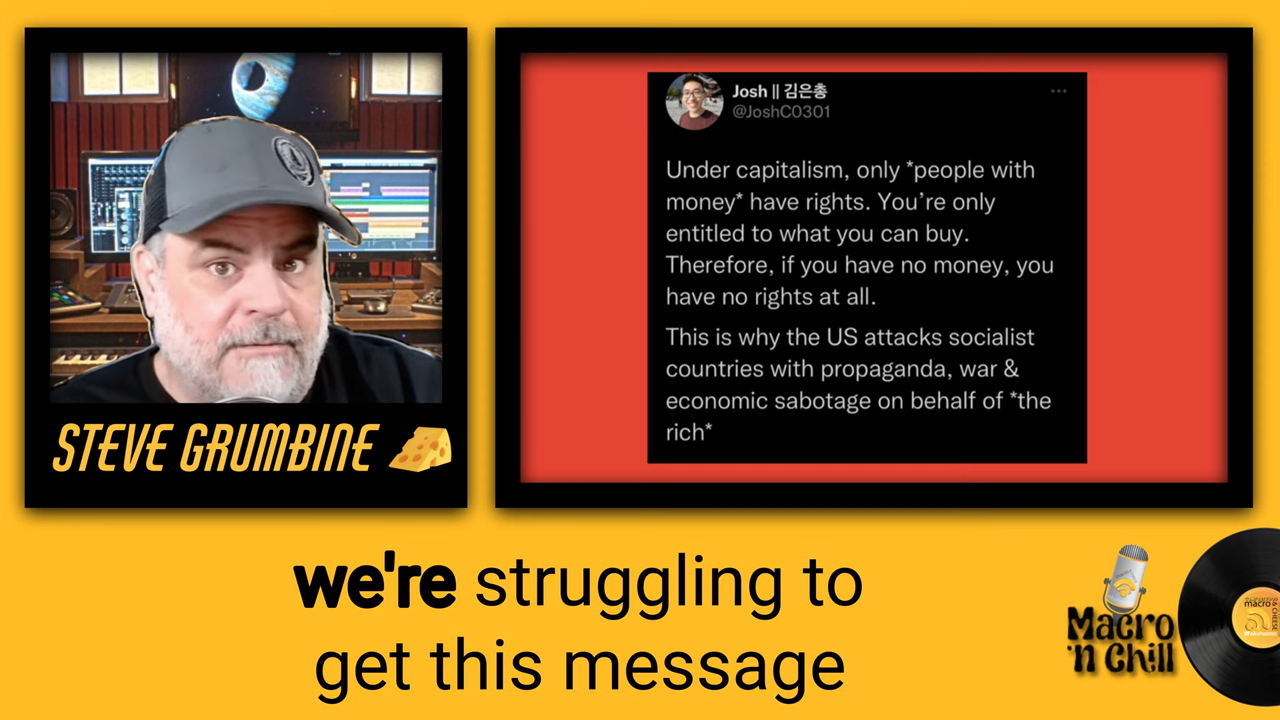 Josh || 김은총
@JoshC0301
Under capitalism, only *people with
money* have rights. You’re only
entitled to what you can buy.
Therefore, if you have no money, you
have no rights at all.
This is why the US attacks socialist
countries with propaganda, war &
economic sabotage on behalf of *the
rich*
STEVE GRUMBINE
we're struggling to
get this message
Macro
'N Chill